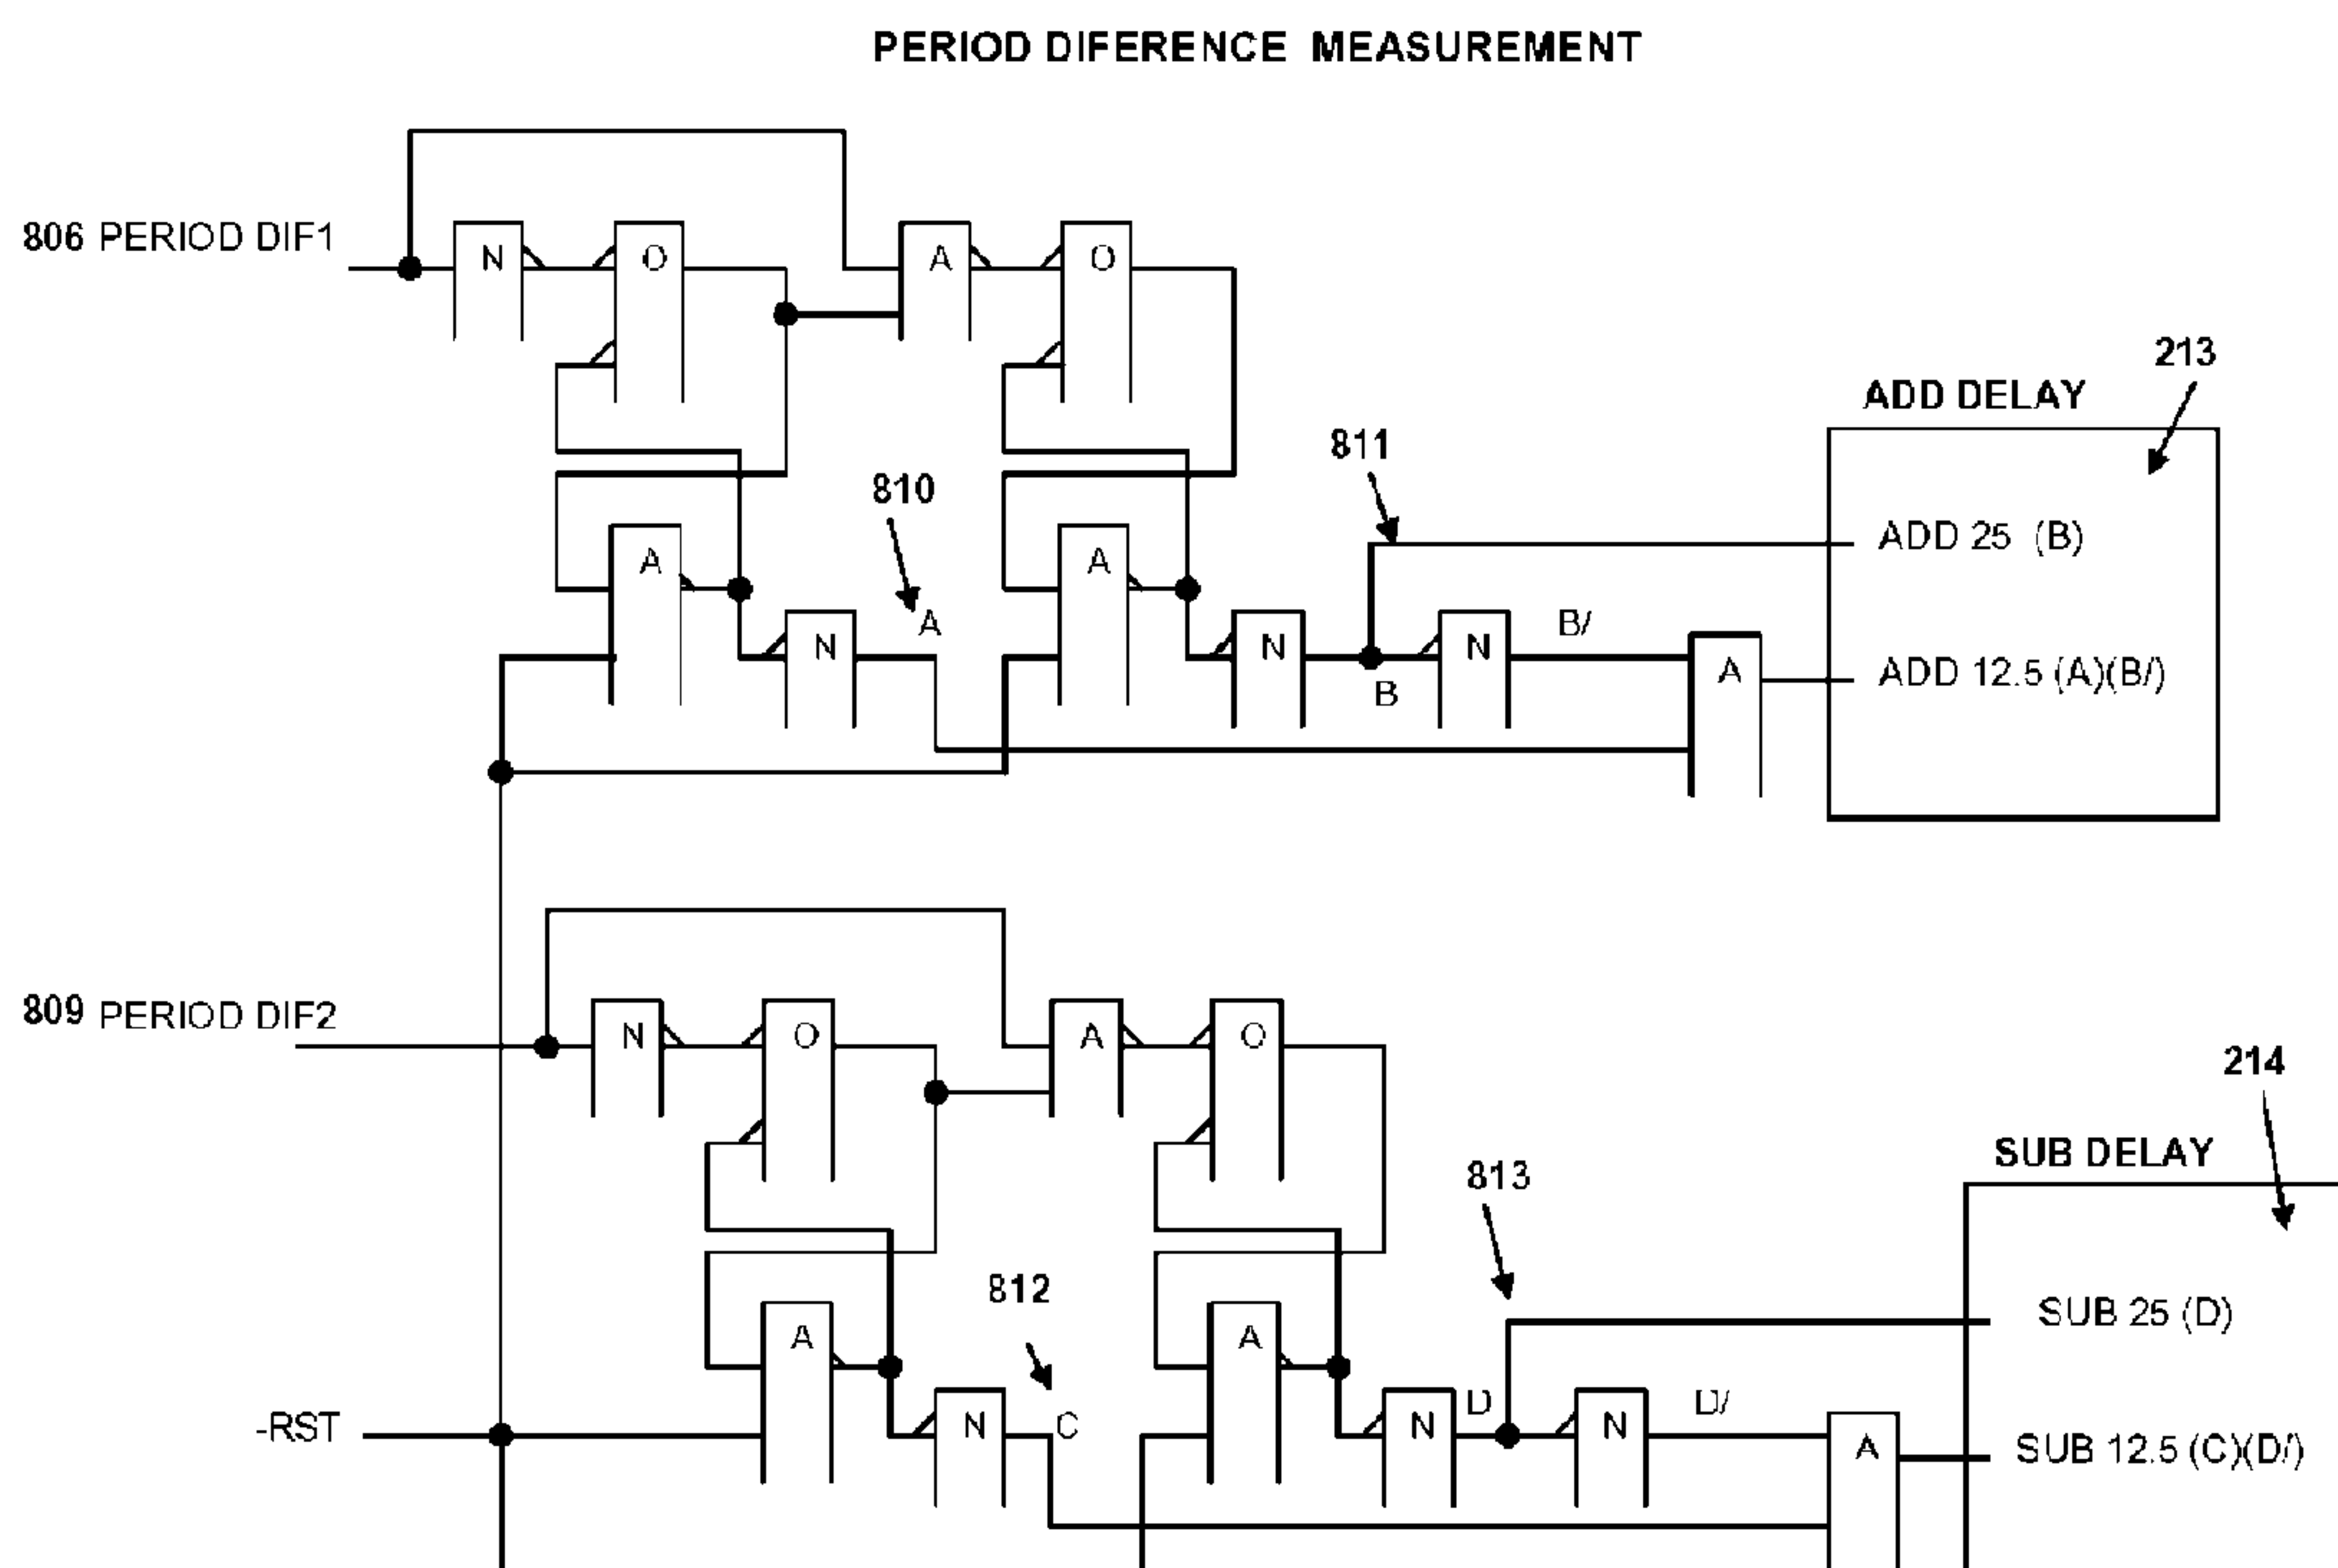 PERIOD DIFERENCE MEASUREMENT
806 PERIOD DIF1
N
O
A
O
213
ADD DELAY
811
810
ADD 25 (B)
A
A
A
N
N
B
N
B/
A
ADD 12.5 (A)(B/)
809 PERIOD DIF2
N
O
A
O
214
SUB DELAY
813
812
SUB 25 (D)
A
A
-RST
N
C
N
D
N
D/
A
SUB 12.5 (C)(D/)